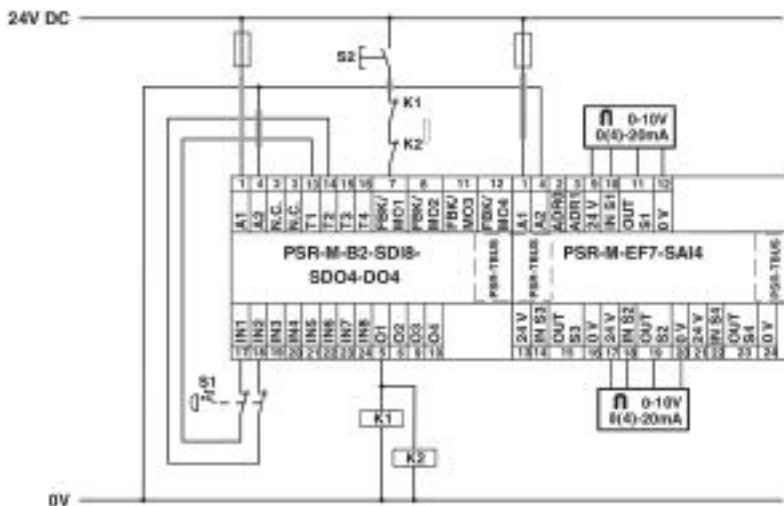 24V DC
S2
K1
K2
0-10V
0(4)-20mA
1 4 2 3 13 14 15 16 7 8 11 12 1 4 2 3 9 10 11 12
A1 A2 N.C. N.C. T1 T2 T3 T4 FBK/MO1 FBK/MO2 FBK/MO3 FBK/MO4 A1 A2 ADR0 ADR1 24 V IN S1 OUT S1 0 V
PSR-M-B2-SDI8-
SDO4-DO4
PSR-TBUS
PSR-TBUS
PSR-M-EF7-SAI4
PSR-TBUS
IN1 IN2 IN3 IN4 IN5 IN6 IN7 IN8 O1 O2 O3 O4 24 V IN S3 OUT S3 0 V 24 V IN S2 OUT S2 0 V 24 V IN S4 OUT S4 0 V
17 18 19 20 21 22 23 24 5 6 9 10 13 14 15 16 17 18 19 20 21 22 23 24
S1
K1
0-10V
0(4)-20mA
K2
0V